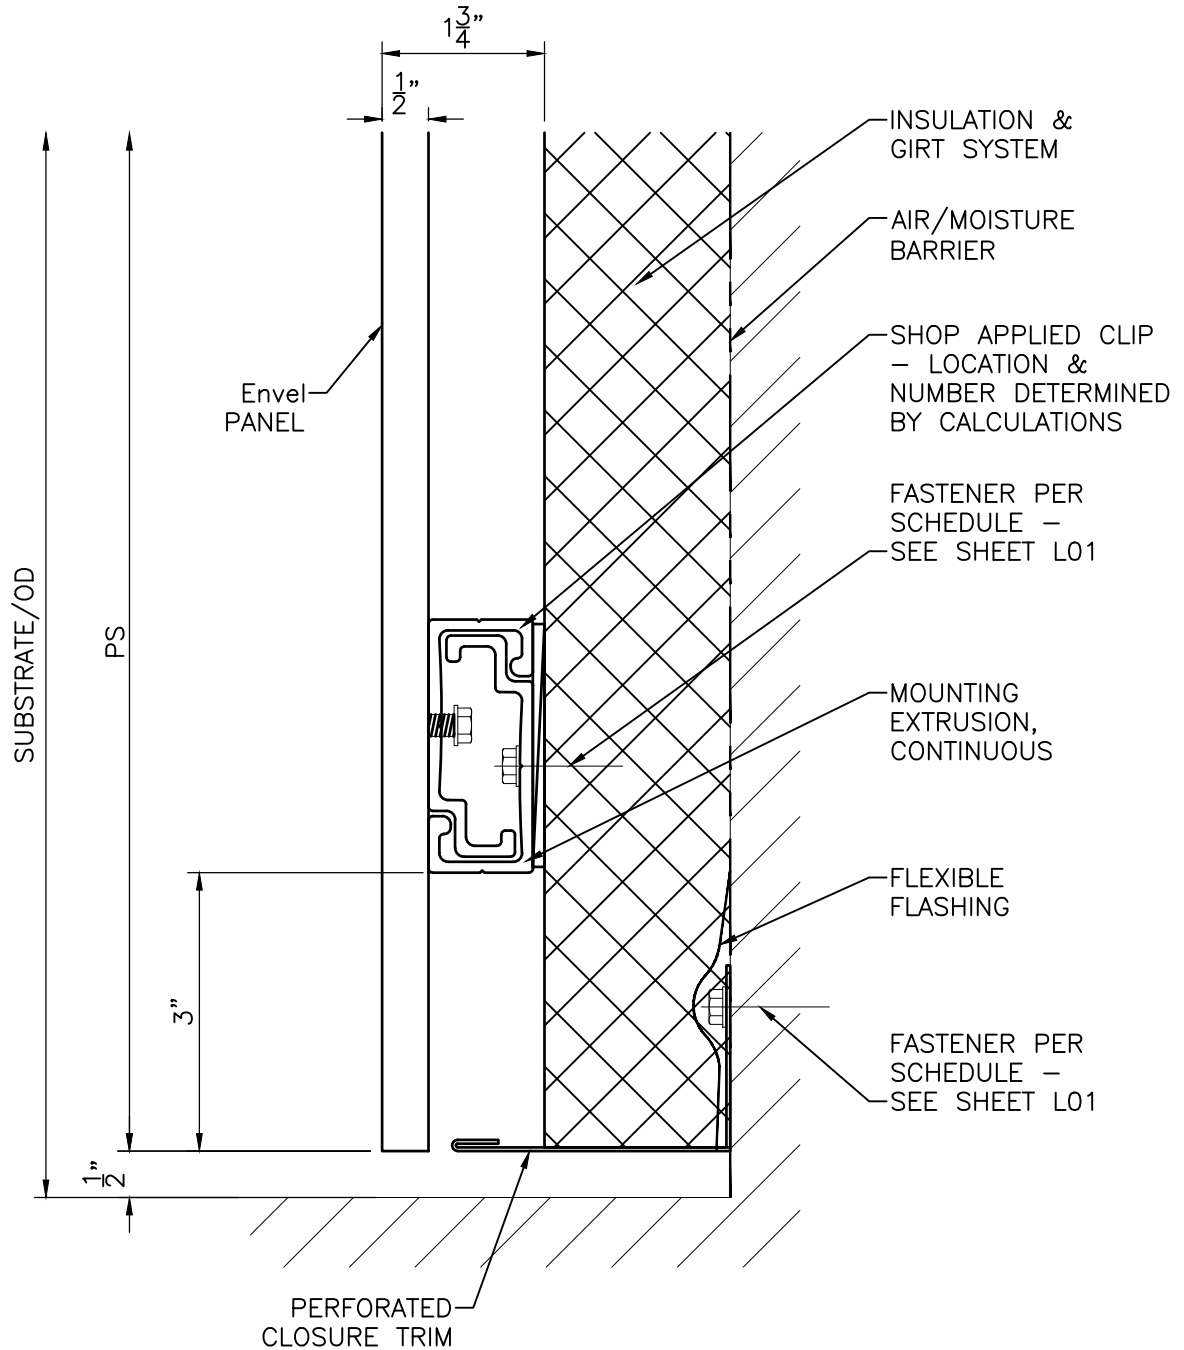 1 3/4"
1/2"
INSULATION &
GIRT SYSTEM
AIR/MOISTURE
BARRIER
SHOP APPLIED CLIP
– LOCATION &
NUMBER DETERMINED
BY CALCULATIONS
Envel
PANEL
FASTENER PER
SCHEDULE –
SEE SHEET L01
SUBSTRATE/OD
PS
MOUNTING
EXTRUSION,
CONTINUOUS
FLEXIBLE
FLASHING
3"
FASTENER PER
SCHEDULE –
SEE SHEET L01
1/2"
PERFORATED
CLOSURE TRIM